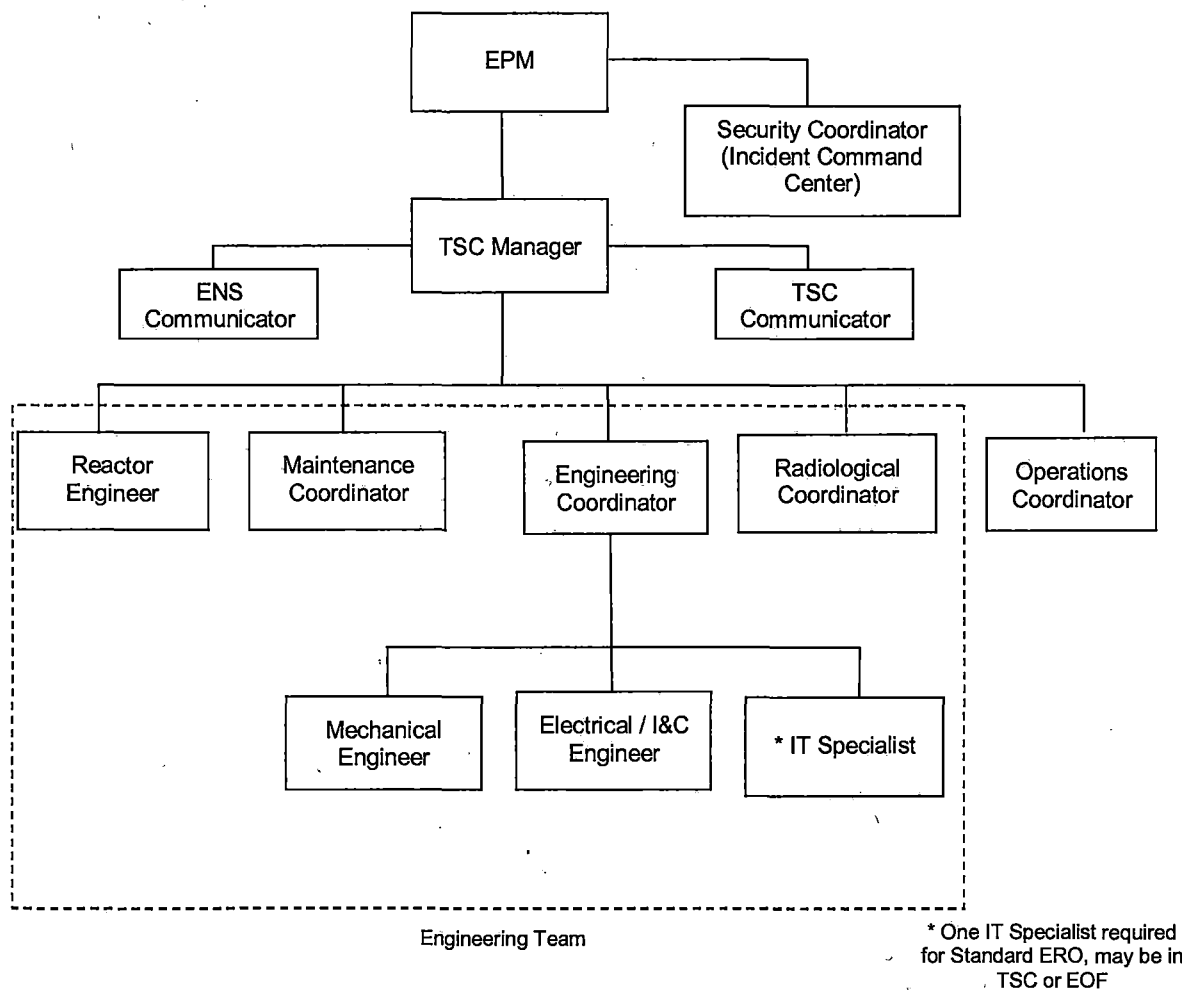 EPM
Security Coordinator
(Incident Command
Center)
TSC Manager
ENS
Communicator
TSC
Communicator
Reactor
Engineer
Maintenance
Coordinator
Engineering
Coordinator
Radiological
Coordinator
Operations
Coordinator
Mechanical
Engineer
Electrical / I&C
Engineer
* IT Specialist
Engineering Team
* One IT Specialist required
for Standard ERO, may be in
TSC or EOF